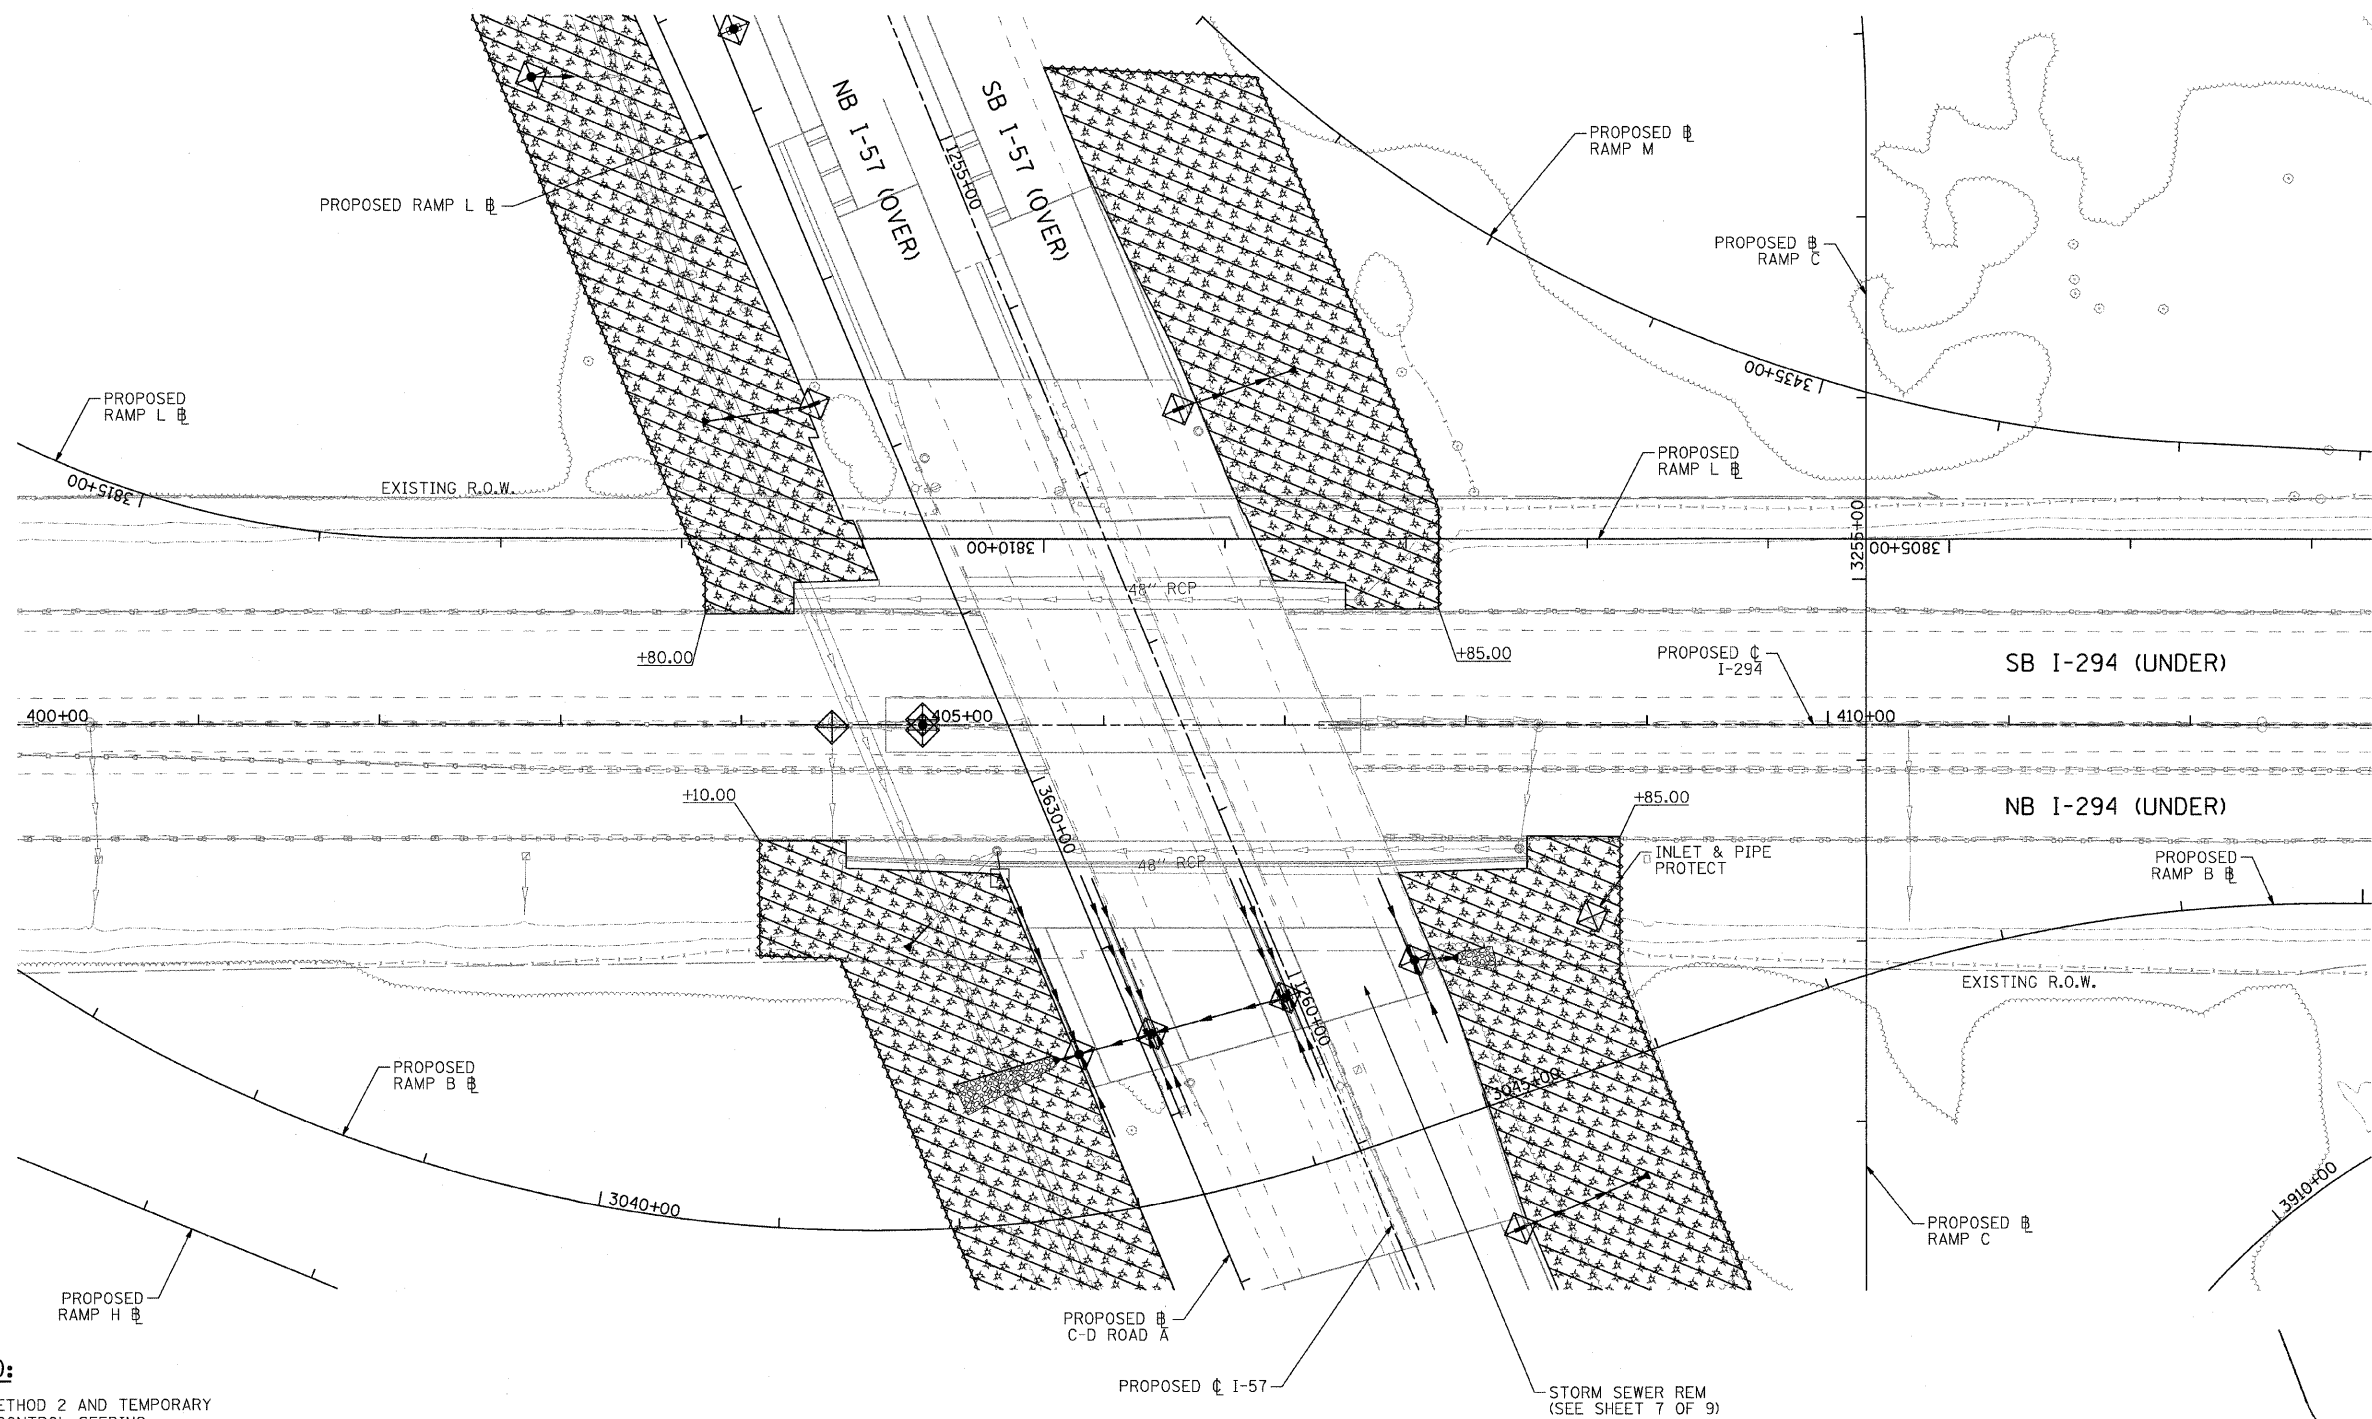 NB I-57 (OVER)
SB I-57 (OVER)
1255+00
PROPOSED ℄
RAMP M
PROPOSED RAMP L ℄
PROPOSED ℄
RAMP C
3435+00
PROPOSED
RAMP L ℄
3815+00
EXISTING R.O.W.
PROPOSED
RAMP L ℄
3255+00
3810+00
3805+00
48" RCP
+80.00
+85.00
PROPOSED ℄
I-294
SB I-294 (UNDER)
400+00
405+00
410+00
+10.00
3630+00
+85.00
NB I-294 (UNDER)
48" RCP
INLET & PIPE
PROTECT
PROPOSED
RAMP B ℄
EXISTING R.O.W.
1260+00
PROPOSED
RAMP B ℄
3045+00
3040+00
3910+00
PROPOSED ℄
RAMP C
PROPOSED
RAMP H ℄
PROPOSED ℄
C-D ROAD A
PROPOSED ℄ I-57
STORM SEWER REM
(SEE SHEET 7 OF 9)
):
ETHOD 2 AND TEMPORARY